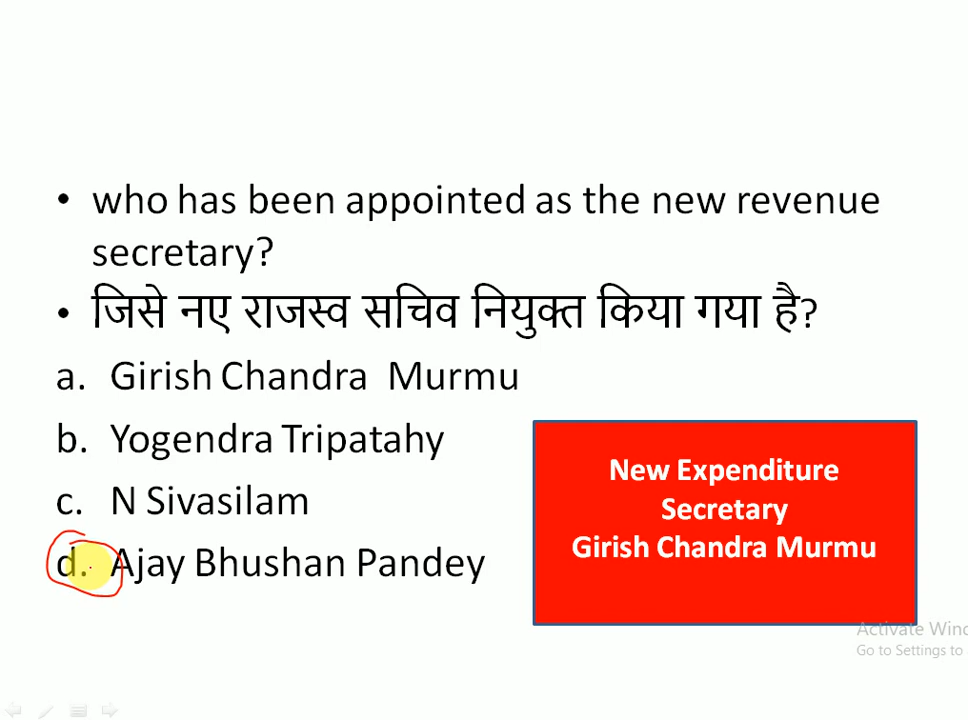 • who has been appointed as the new revenue
secretary?
• जिसे नए राजस्व सचिव नियुक्त किया गया है?
a. Girish Chandra Murmu
b. Yogendra Tripatahy
c. N Sivasilam
d. Ajay Bhushan Pandey
New Expenditure
Secretary
Girish Chandra Murmu
Activate Wind
Go to Settings to